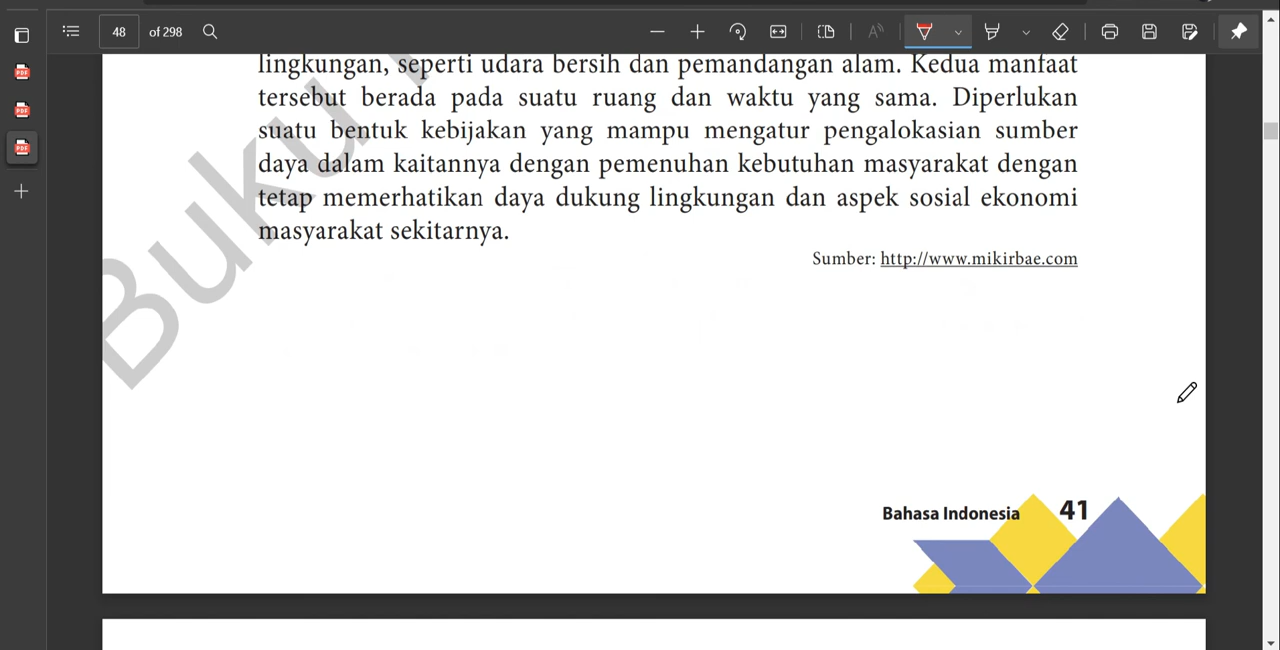 48 of 298
lingkungan, seperti udara bersih dan pemandangan alam. Kedua manfaat
tersebut berada pada suatu ruang dan waktu yang sama. Diperlukan
suatu bentuk kebijakan yang mampu mengatur pengalokasian sumber
daya dalam kaitannya dengan pemenuhan kebutuhan masyarakat dengan
tetap memerhatikan daya dukung lingkungan dan aspek sosial ekonomi
masyarakat sekitarnya.
Sumber: http://www.mikirbae.com
Buku
Bahasa Indonesia 41